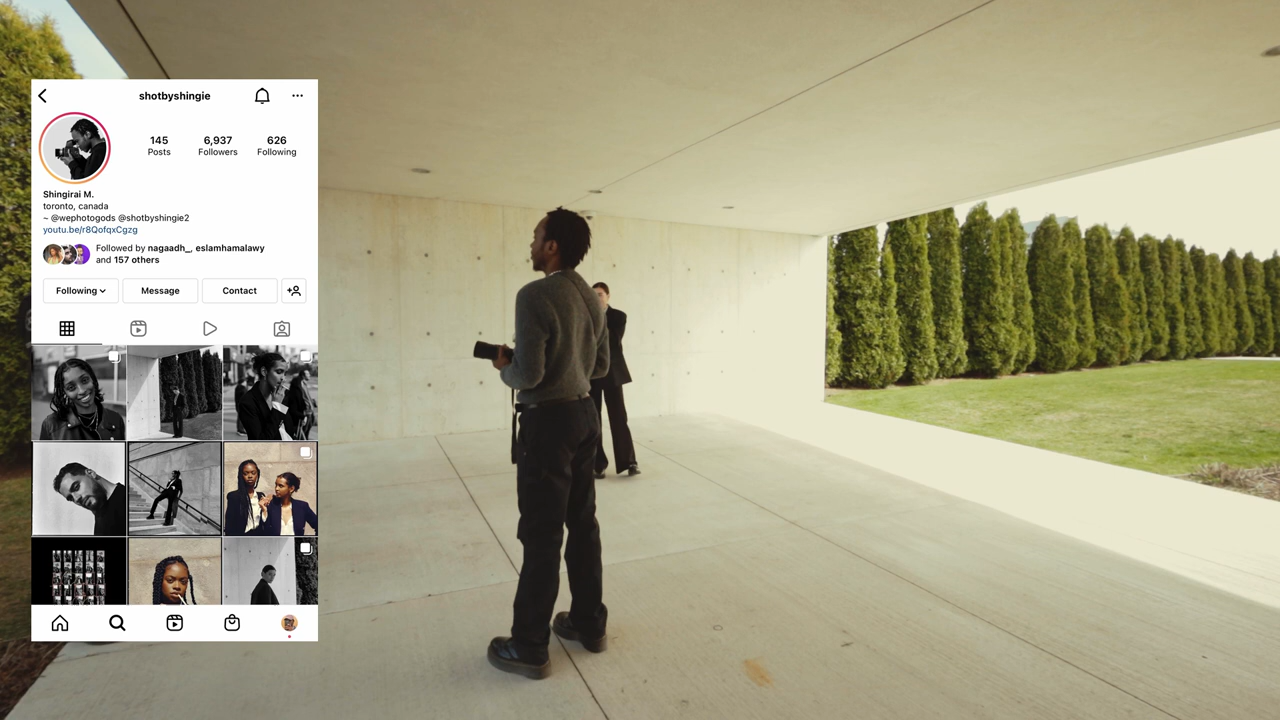 shotbyshingie
145 6,937 626
Posts Followers Following
Shingirai M.
toronto, canada
~ @wephotogods @shotbyshingie2
youtu.be/r8QofqxCgzg
Followed by nagaadh_, eslamhamalawy
and 157 others
Following Message Contact